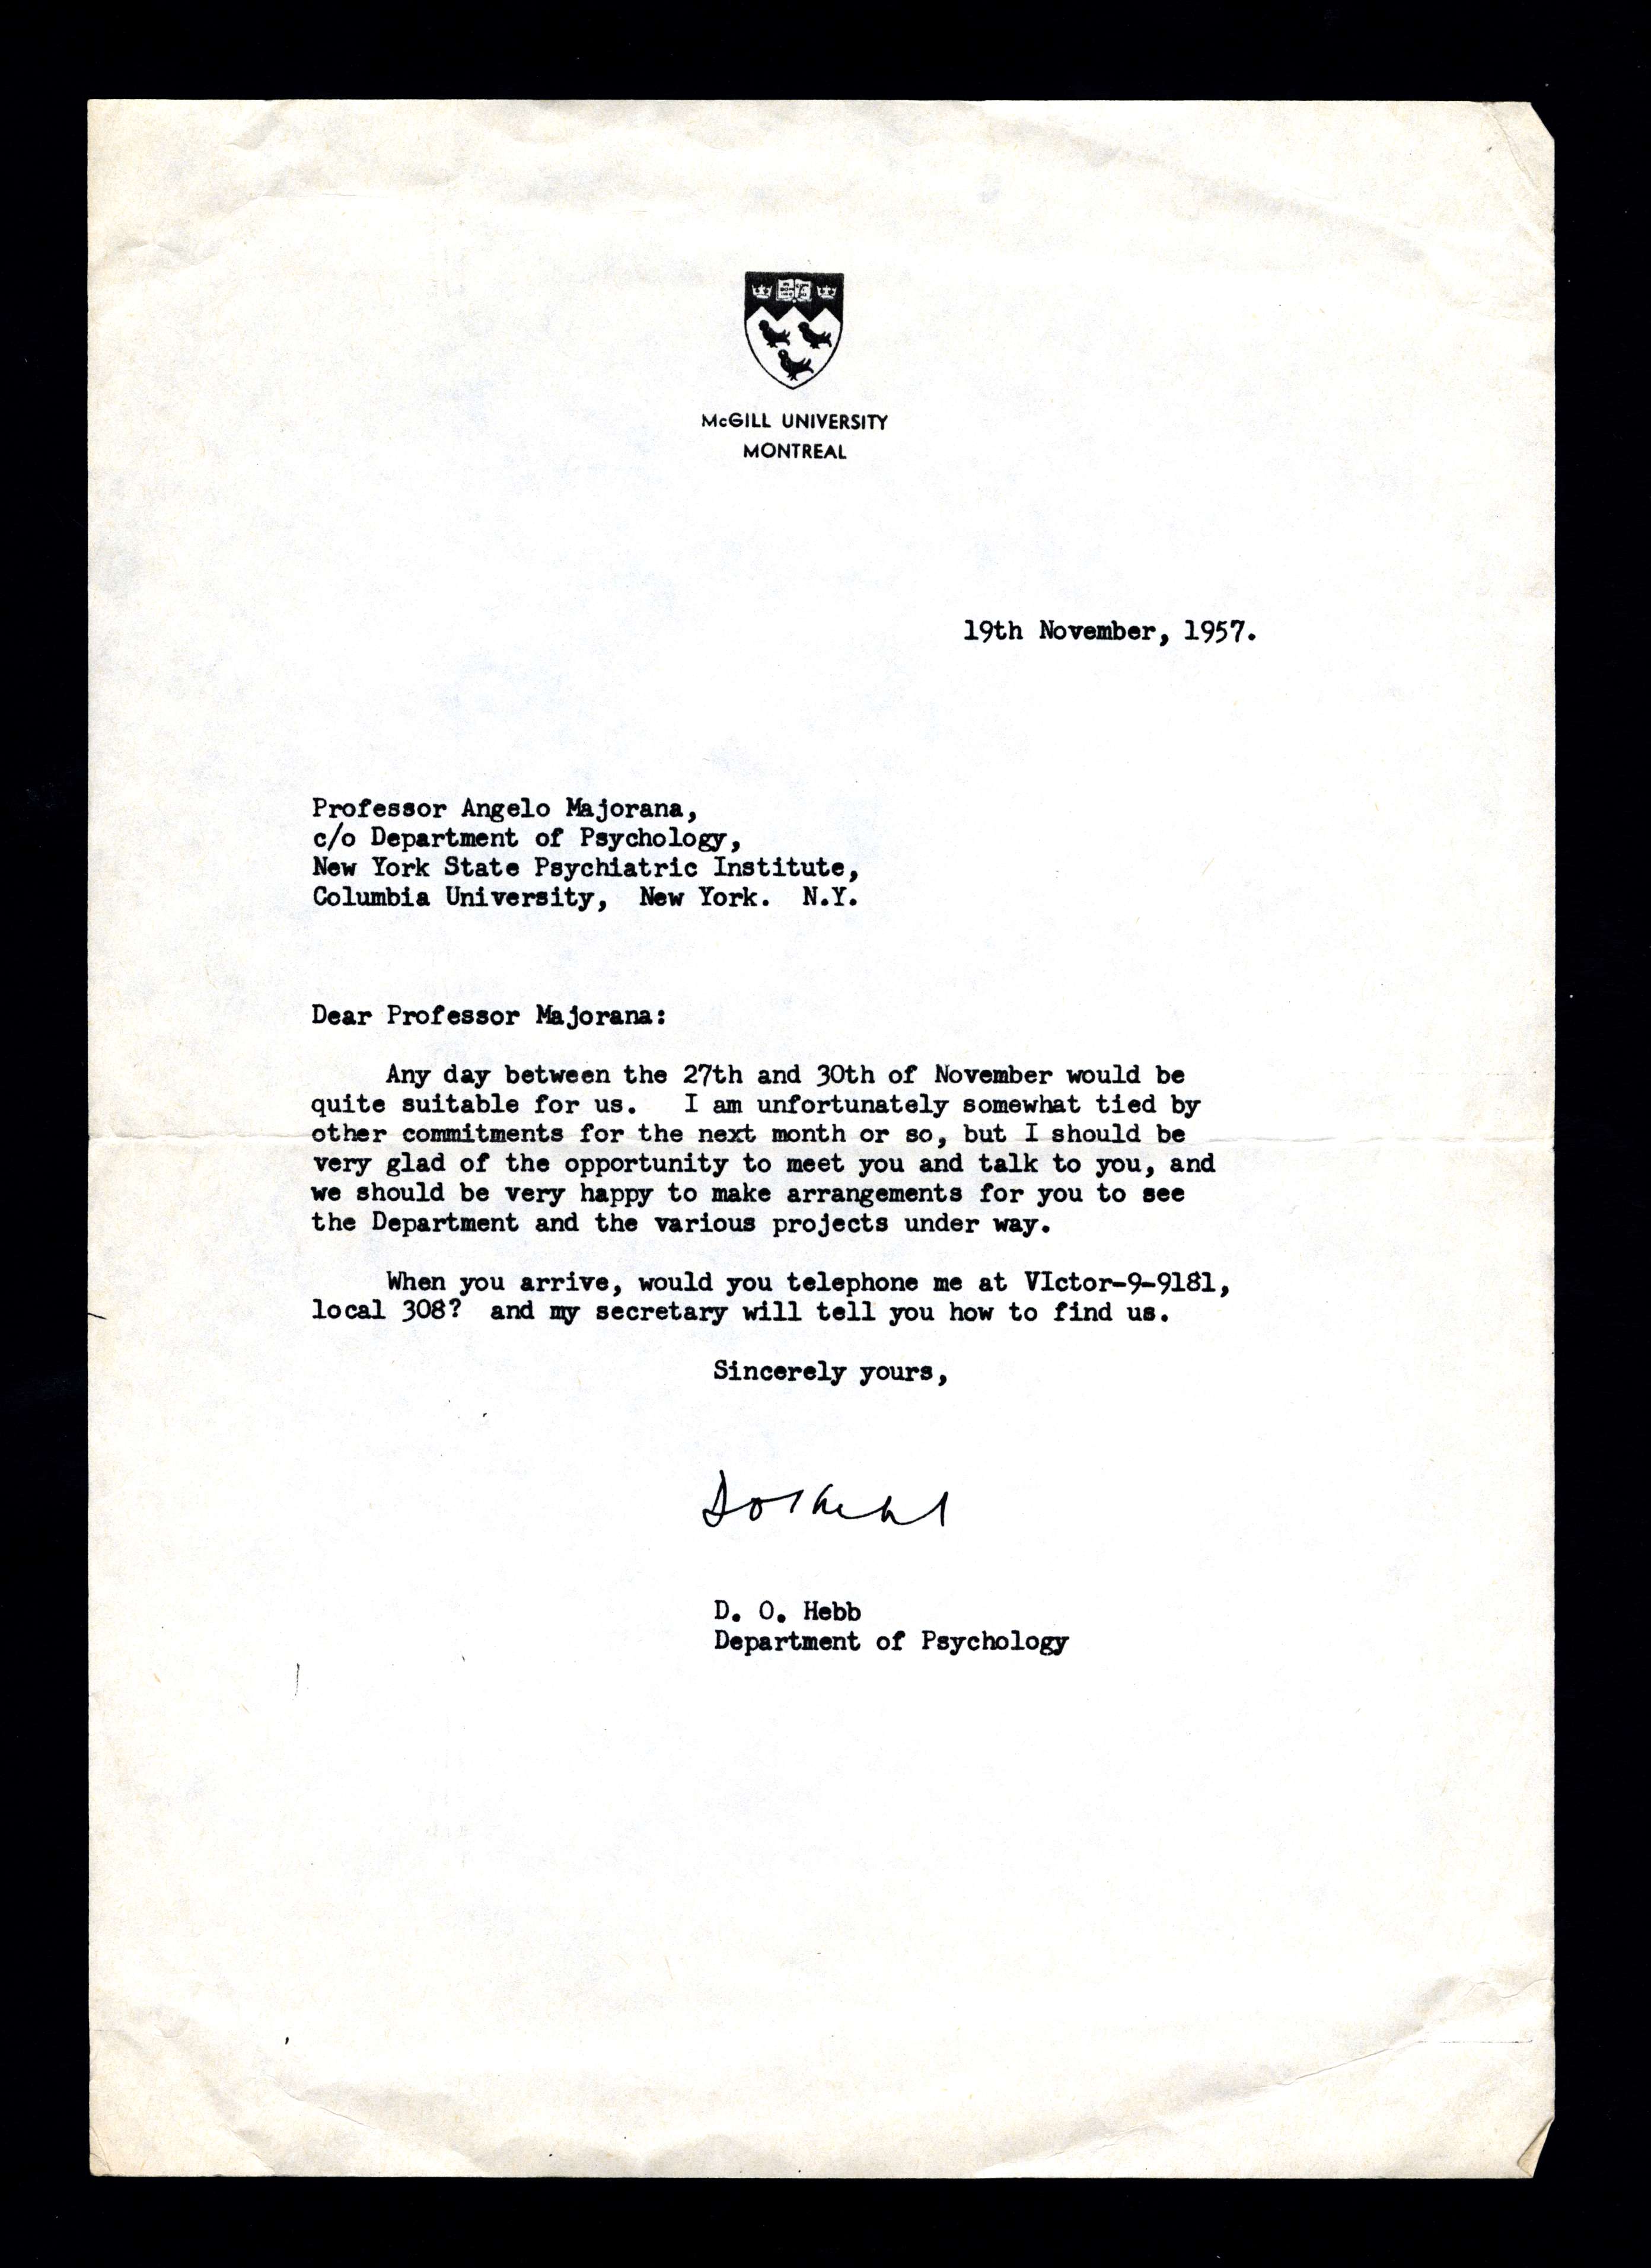 McGILL UNIVERSITY
MONTREAL
19th November, 1957.
Professor Angelo Majorana,
c/o Department of Psychology,
New York State Psychiatric Institute,
Columbia University, New York. N.Y.
Dear Professor Majorana:
Any day between the 27th and 30th of November would be
quite suitable for us. I am unfortunately somewhat tied by
other commitments for the next month or so, but I should be
very glad of the opportunity to meet you and talk to you, and
we should be very happy to make arrangements for you to see
the Department and the various projects under way.
When you arrive, would you telephone me at VIctor-9-9181,
local 308? and my secretary will tell you how to find us.
Sincerely yours,
DOHebb
D. O. Hebb
Department of Psychology